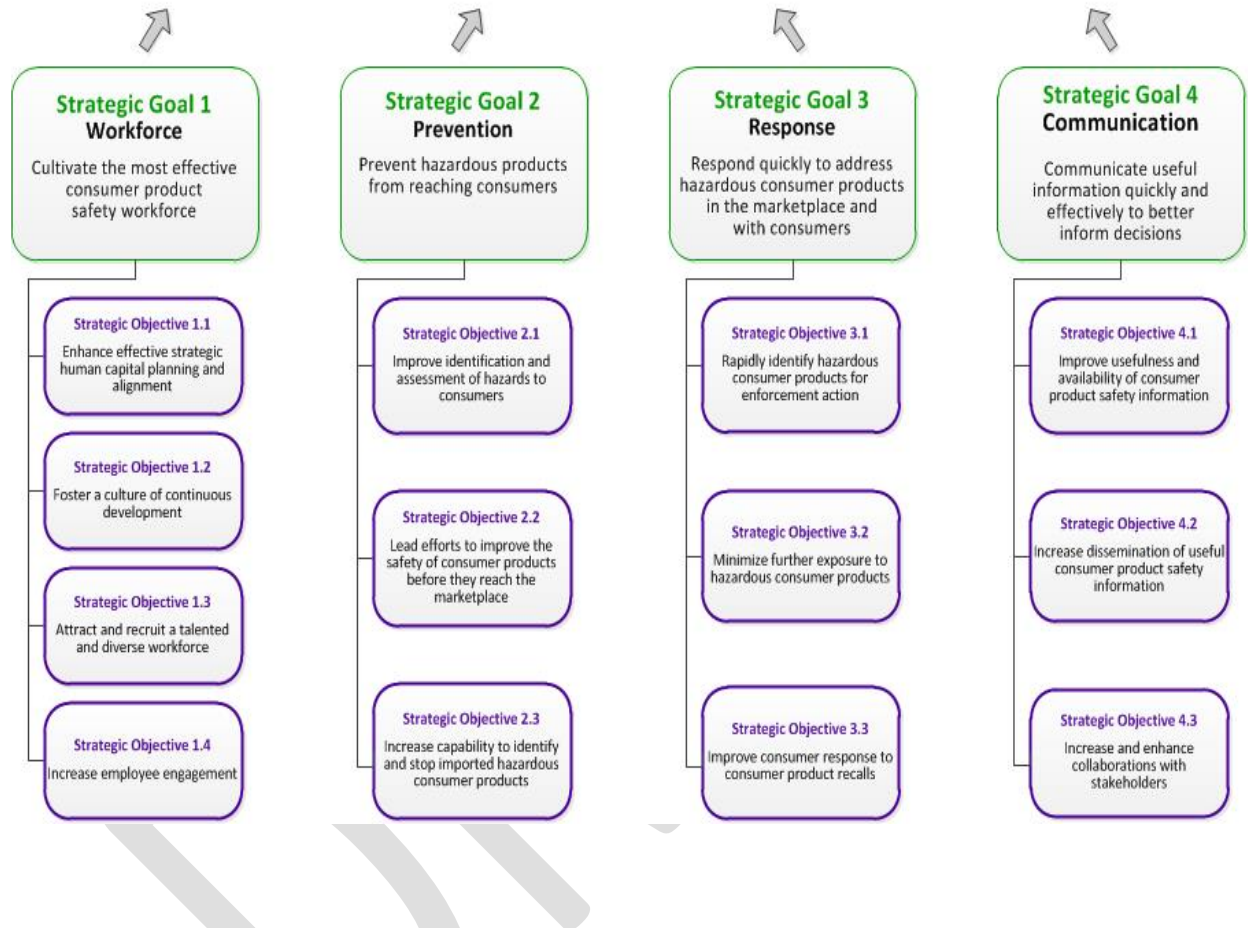 Strategic Goal 1
Workforce
Cultivate the most effective
consumer product
safety workforce
Strategic Objective 1.1
Enhance effective strategic
human capital planning and
alignment
Strategic Objective 1.2
Foster a culture of continuous
development
Strategic Objective 1.3
Attract and recruit a talented
and diverse workforce
Strategic Objective 1.4
Increase employee engagement
Strategic Goal 2
Prevention
Prevent hazardous products
from reaching consumers
Strategic Objective 2.1
Improve identification and
assessment of hazards to
consumers
Strategic Objective 2.2
Lead efforts to improve the
safety of consumer products
before they reach the
marketplace
Strategic Objective 2.3
Increase capability to identify
and stop imported hazardous
consumer products
Strategic Goal 3
Response
Respond quickly to address
hazardous consumer products
in the marketplace and
with consumers
Strategic Objective 3.1
Rapidly identify hazardous
consumer products for
enforcement action
Strategic Objective 3.2
Minimize further exposure to
hazardous consumer products
Strategic Objective 3.3
Improve consumer response to
consumer product recalls
Strategic Goal 4
Communication
Communicate useful
information quickly and
effectively to better
inform decisions
Strategic Objective 4.1
Improve usefulness and
availability of consumer
product safety information
Strategic Objective 4.2
Increase dissemination of useful
consumer product safety
information
Strategic Objective 4.3
Increase and enhance
collaborations with
stakeholders